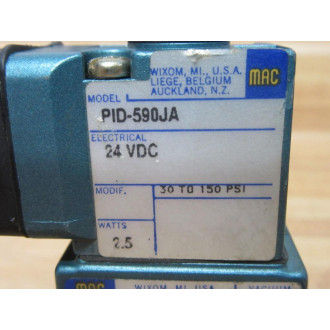 WIXOM, MI., U.S.A.
LIEGE, BELGIUM
AUCKLAND, N.Z.
MAC
MODEL
PID-590JA
ELECTRICAL
24 VDC
MODIF.
30 TO 150 PSI
WATTS
2.5
mac
WIXOM, MI., U.S.A.
VACUUM